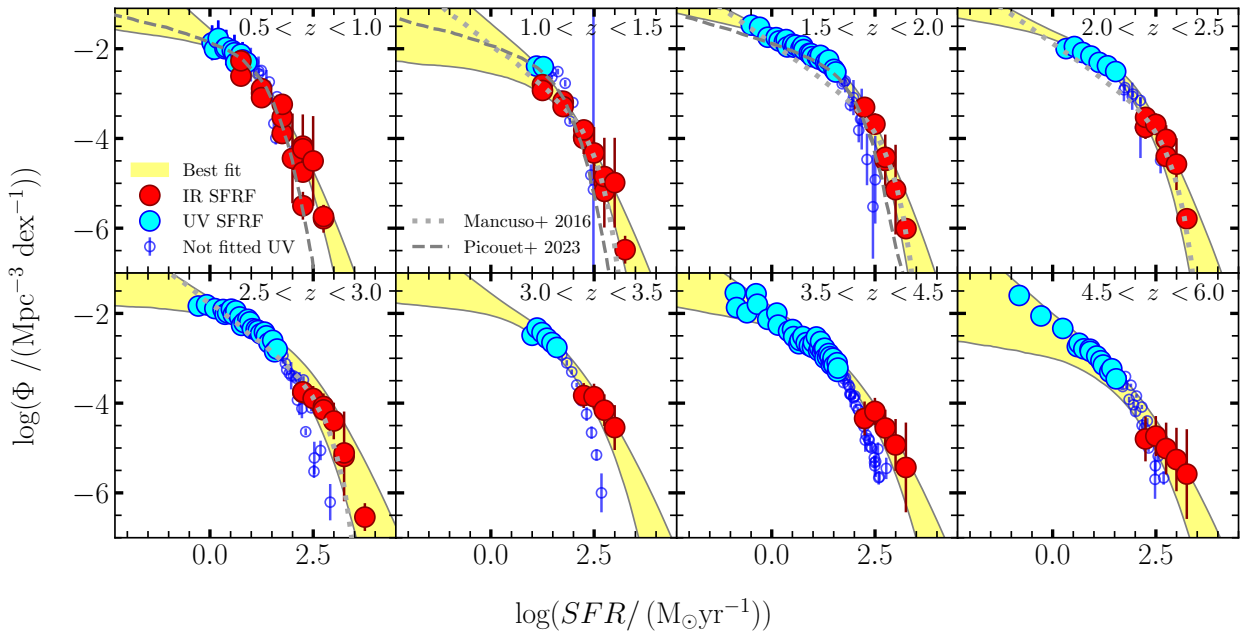 0.5 < z < 1.0
1.0 < z < 1.5
1.5 < z < 2.0
2.0 < z < 2.5
−2
−4
−6
Best fit
IR SFRF
UV SFRF
Not fitted UV
Mancuso+ 2016
Picouet+ 2023
2.5 < z < 3.0
3.0 < z < 3.5
3.5 < z < 4.5
4.5 < z < 6.0
−2
−4
−6
0.0 2.5 0.0 2.5 0.0 2.5 0.0 2.5
log(Φ /(Mpc⁻³ dex⁻¹))
log(SFR/ (M⊙yr⁻¹))